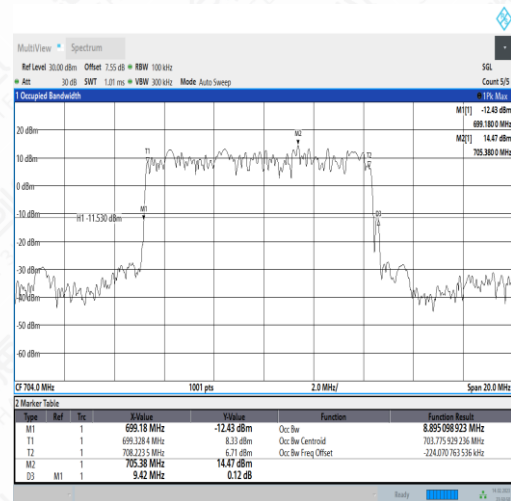 MultiView Spectrum
Ref Level 30.00 dBm Offset 7.55 dB RBW 100 kHz SGL
Att 30 dB SWT 1.01 ms VBW 300 kHz Mode Auto Sweep Count 5/5
1 Occupied Bandwidth 1Pk Max
M1[1] -12.43 dBm
699.180 0 MHz
M2[1] 14.47 dBm
705.380 0 MHz
20 dBm
M2
T1 T2
10 dBm
0 dBm
M1 D3
-10 dBm
H1 -11.530 dBm
-20 dBm
-30 dBm
-40 dBm
-50 dBm
-60 dBm
CF 704.0 MHz 1001 pts 2.0 MHz/ Span 20.0 MHz
2 Marker Table
Type Ref Trc X-Value Y-Value Function Function Result
M1 1 699.18 MHz -12.43 dBm Occ Bw 8.895 098 923 MHz
T1 1 699.328 4 MHz 8.33 dBm Occ Bw Centroid 703.775 929 236 MHz
T2 1 708.223 5 MHz 6.71 dBm Occ Bw Freq Offset -224.070 763 536 kHz
M2 1 705.38 MHz 14.47 dBm
D3 M1 1 9.42 MHz 0.12 dB
Ready